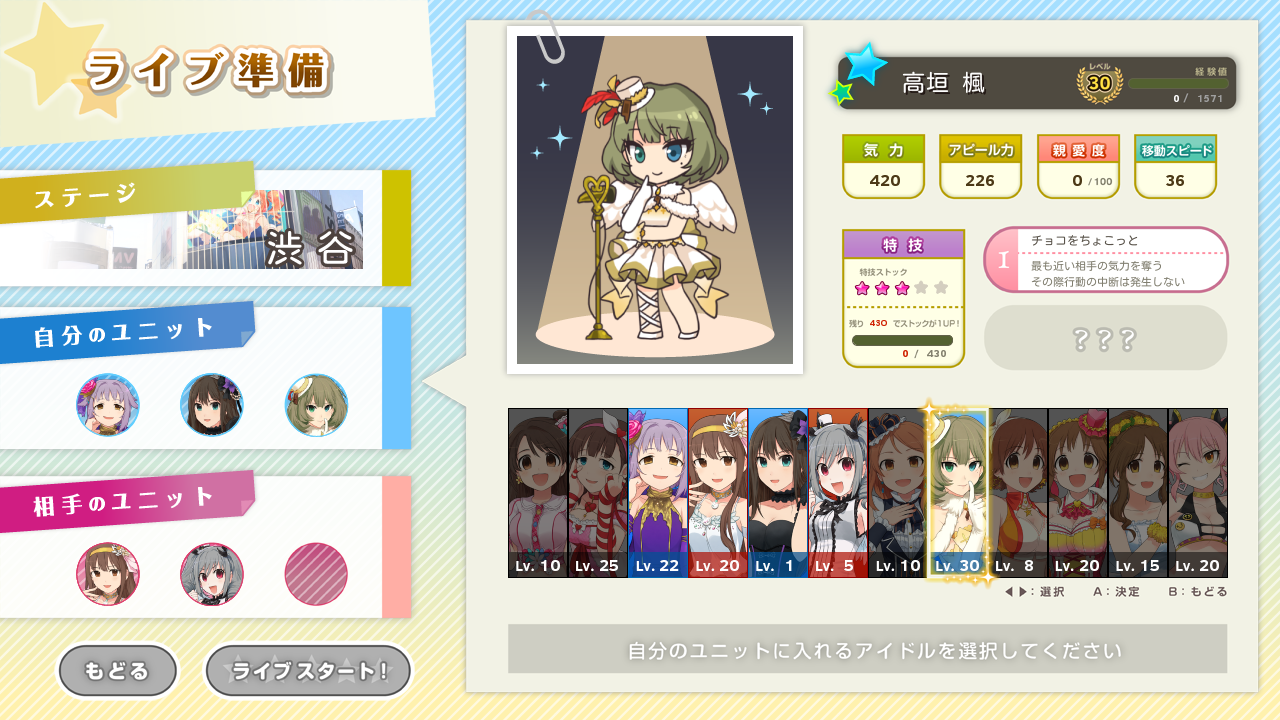 ライブ準備
ステージ
渋谷
自分のユニット
相手のユニット
もどる
ライブスタート!
高垣 楓
レベル
30
経験値
0 / 1571
気力
420
アピール力
226
親愛度
0 /100
移動スピード
36
特技
特技ストック
残り 430 でストックが1UP!
0 / 430
I
チョコをちょこっと
最も近い相手の気力を奪う
その際行動の中断は発生しない
???
Lv. 10
Lv. 25
Lv. 22
Lv. 20
Lv. 1
Lv. 5
Lv. 10
Lv. 30
Lv. 8
Lv. 20
Lv. 15
Lv. 20
◀ ▶:選択 A:決定 B:もどる
自分のユニットに入れるアイドルを選択してください